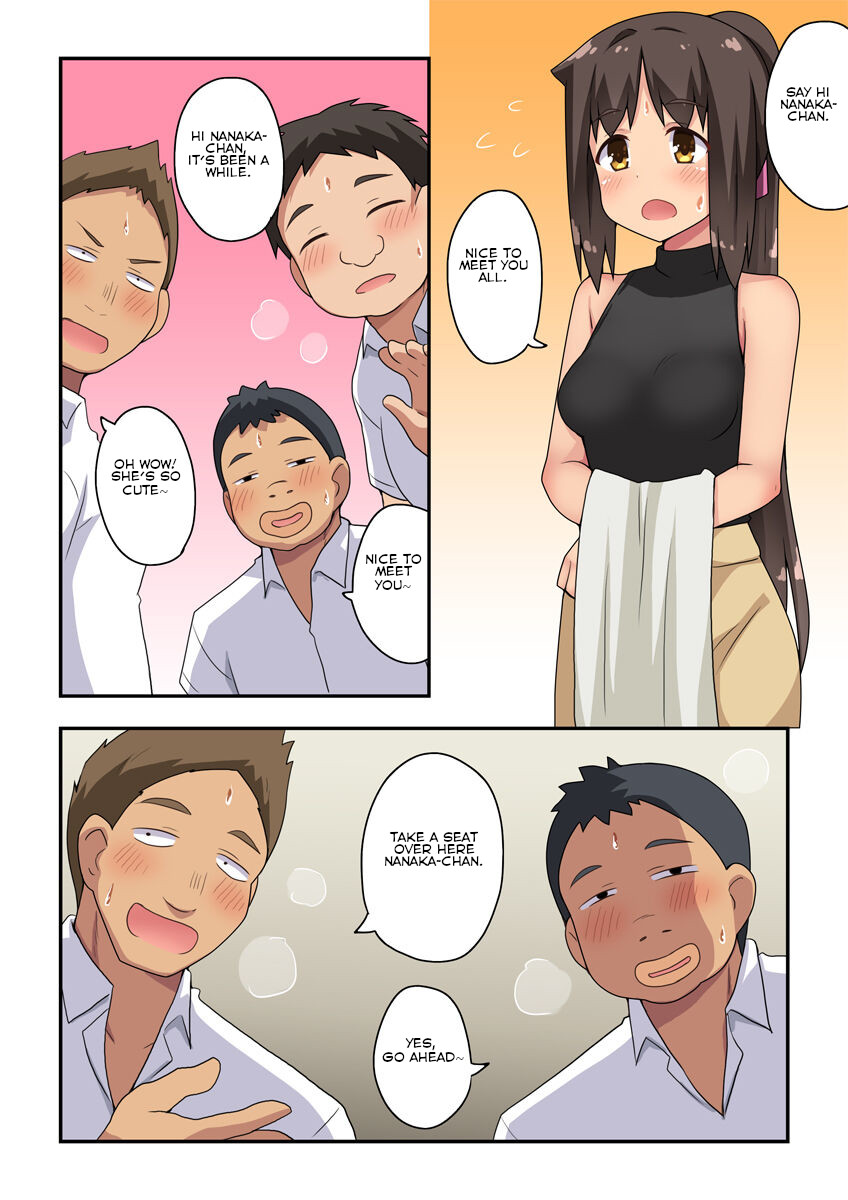 SAY HI
NANAKA-
CHAN.
NICE TO
MEET YOU
ALL.
HI NANAKA-
CHAN,
IT'S BEEN A
WHILE.
OH WOW!
SHE'S SO
CUTE~
NICE TO
MEET
YOU~
TAKE A SEAT
OVER HERE
NANAKA-CHAN.
YES,
GO AHEAD~